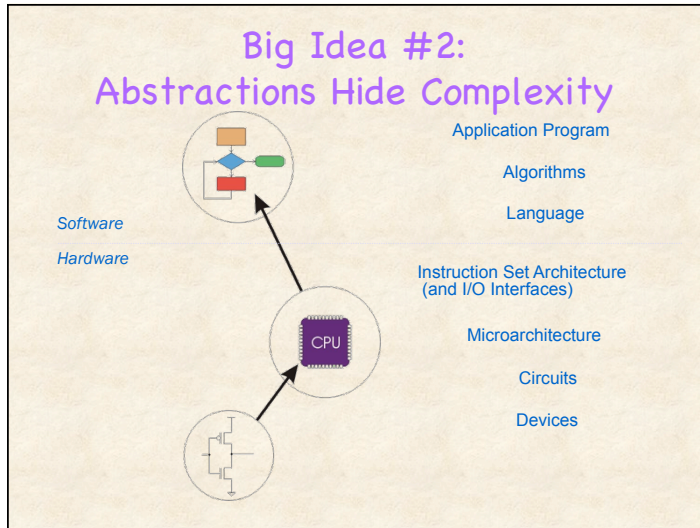 Big Idea #2:
Abstractions Hide Complexity
Application Program
Algorithms
Language
Software
Hardware
Instruction Set Architecture
(and I/O Interfaces)
CPU
Microarchitecture
Circuits
Devices